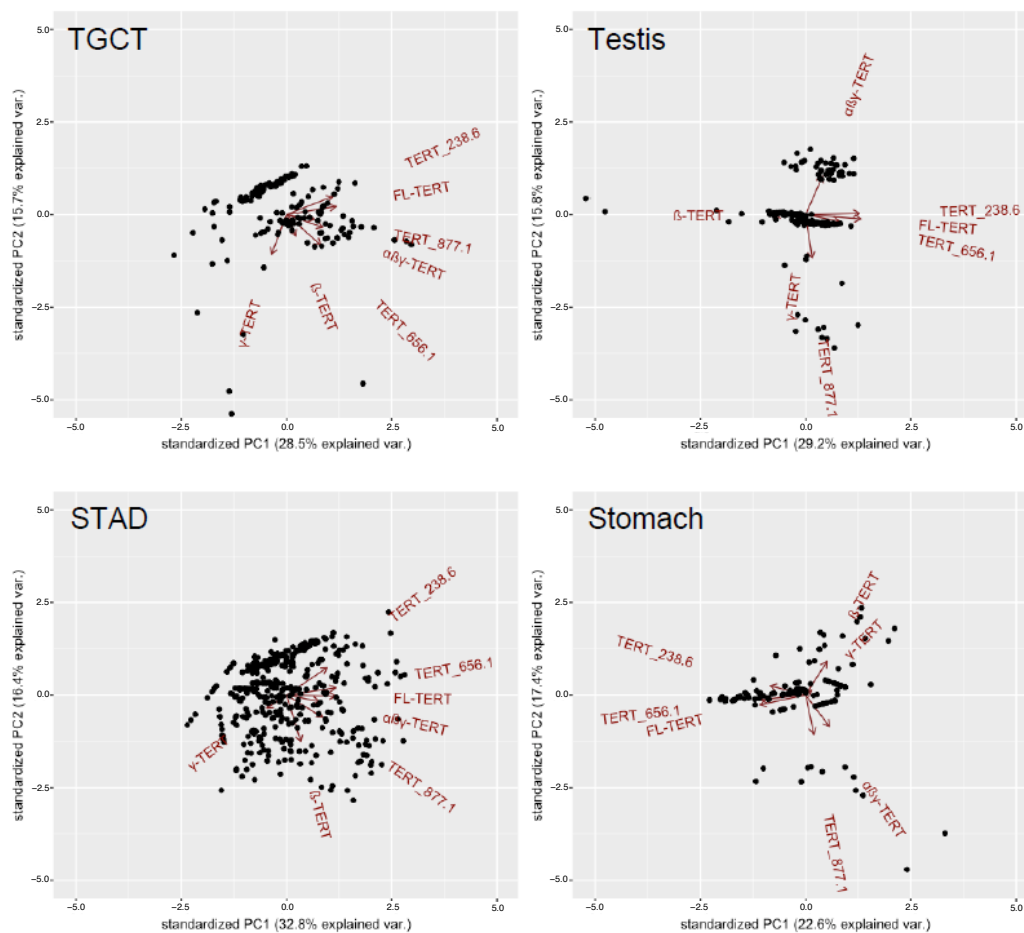 TGCT
5.0
2.5
0.0
−2.5
−5.0
standardized PC2 (15.7% explained var.)
TERT_238.6
FL-TERT
TERT_877.1
αßγ-TERT
ß-TERT
γ-TERT
TERT_656.1
−5.0 −2.5 0.0 2.5 5.0
standardized PC1 (28.5% explained var.)
Testis
5.0
2.5
0.0
−2.5
−5.0
standardized PC2 (15.8% explained var.)
αßγ-TERT
ß-TERT
TERT_238.6
FL-TERT
TERT_656.1
γ-TERT
TERT_877.1
−5.0 −2.5 0.0 2.5 5.0
standardized PC1 (29.2% explained var.)
STAD
5.0
2.5
0.0
−2.5
−5.0
standardized PC2 (16.4% explained var.)
TERT_238.6
TERT_656.1
FL-TERT
αßγ-TERT
γ-TERT
TERT_877.1
ß-TERT
−5.0 −2.5 0.0 2.5 5.0
standardized PC1 (32.8% explained var.)
Stomach
5.0
2.5
0.0
−2.5
−5.0
standardized PC2 (17.4% explained var.)
ß-TERT
γ-TERT
TERT_238.6
TERT_656.1
FL-TERT
αßγ-TERT
TERT_877.1
−5.0 −2.5 0.0 2.5 5.0
standardized PC1 (22.6% explained var.)